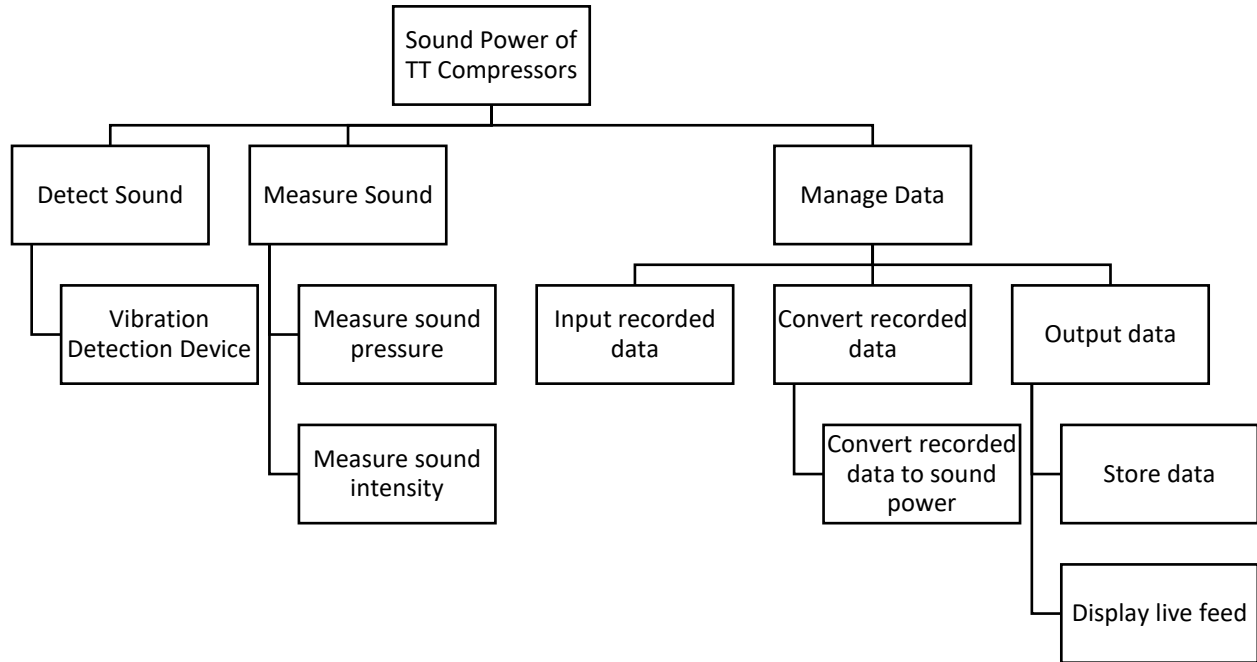 Sound Power of
TT Compressors
Detect Sound
Measure Sound
Manage Data
Vibration
Detection Device
Measure sound
pressure
Input recorded
data
Convert recorded
data
Output data
Measure sound
intensity
Convert recorded
data to sound
power
Store data
Display live feed